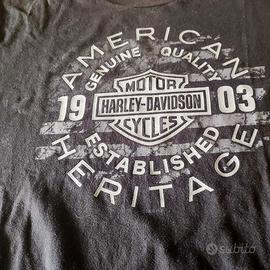 AMERICAN
GENUINE QUALITY
MOTOR
19 HARLEY-DAVIDSON 03
CYCLES
ESTABLISHED
HERITAGE
subito